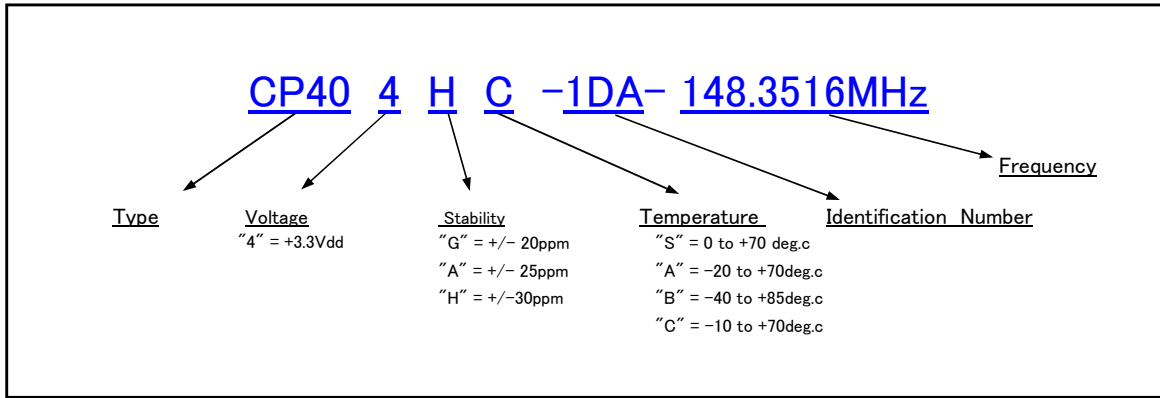 CP40 4 H C -1DA- 148.3516MHz
Frequency
Type Voltage Stability Temperature Identification Number
"4" = +3.3Vdd "G" = +/- 20ppm "S" = 0 to +70 deg.c
"A" = +/- 25ppm "A" = -20 to +70deg.c
"H" = +/-30ppm "B" = -40 to +85deg.c
"C" = -10 to +70deg.c